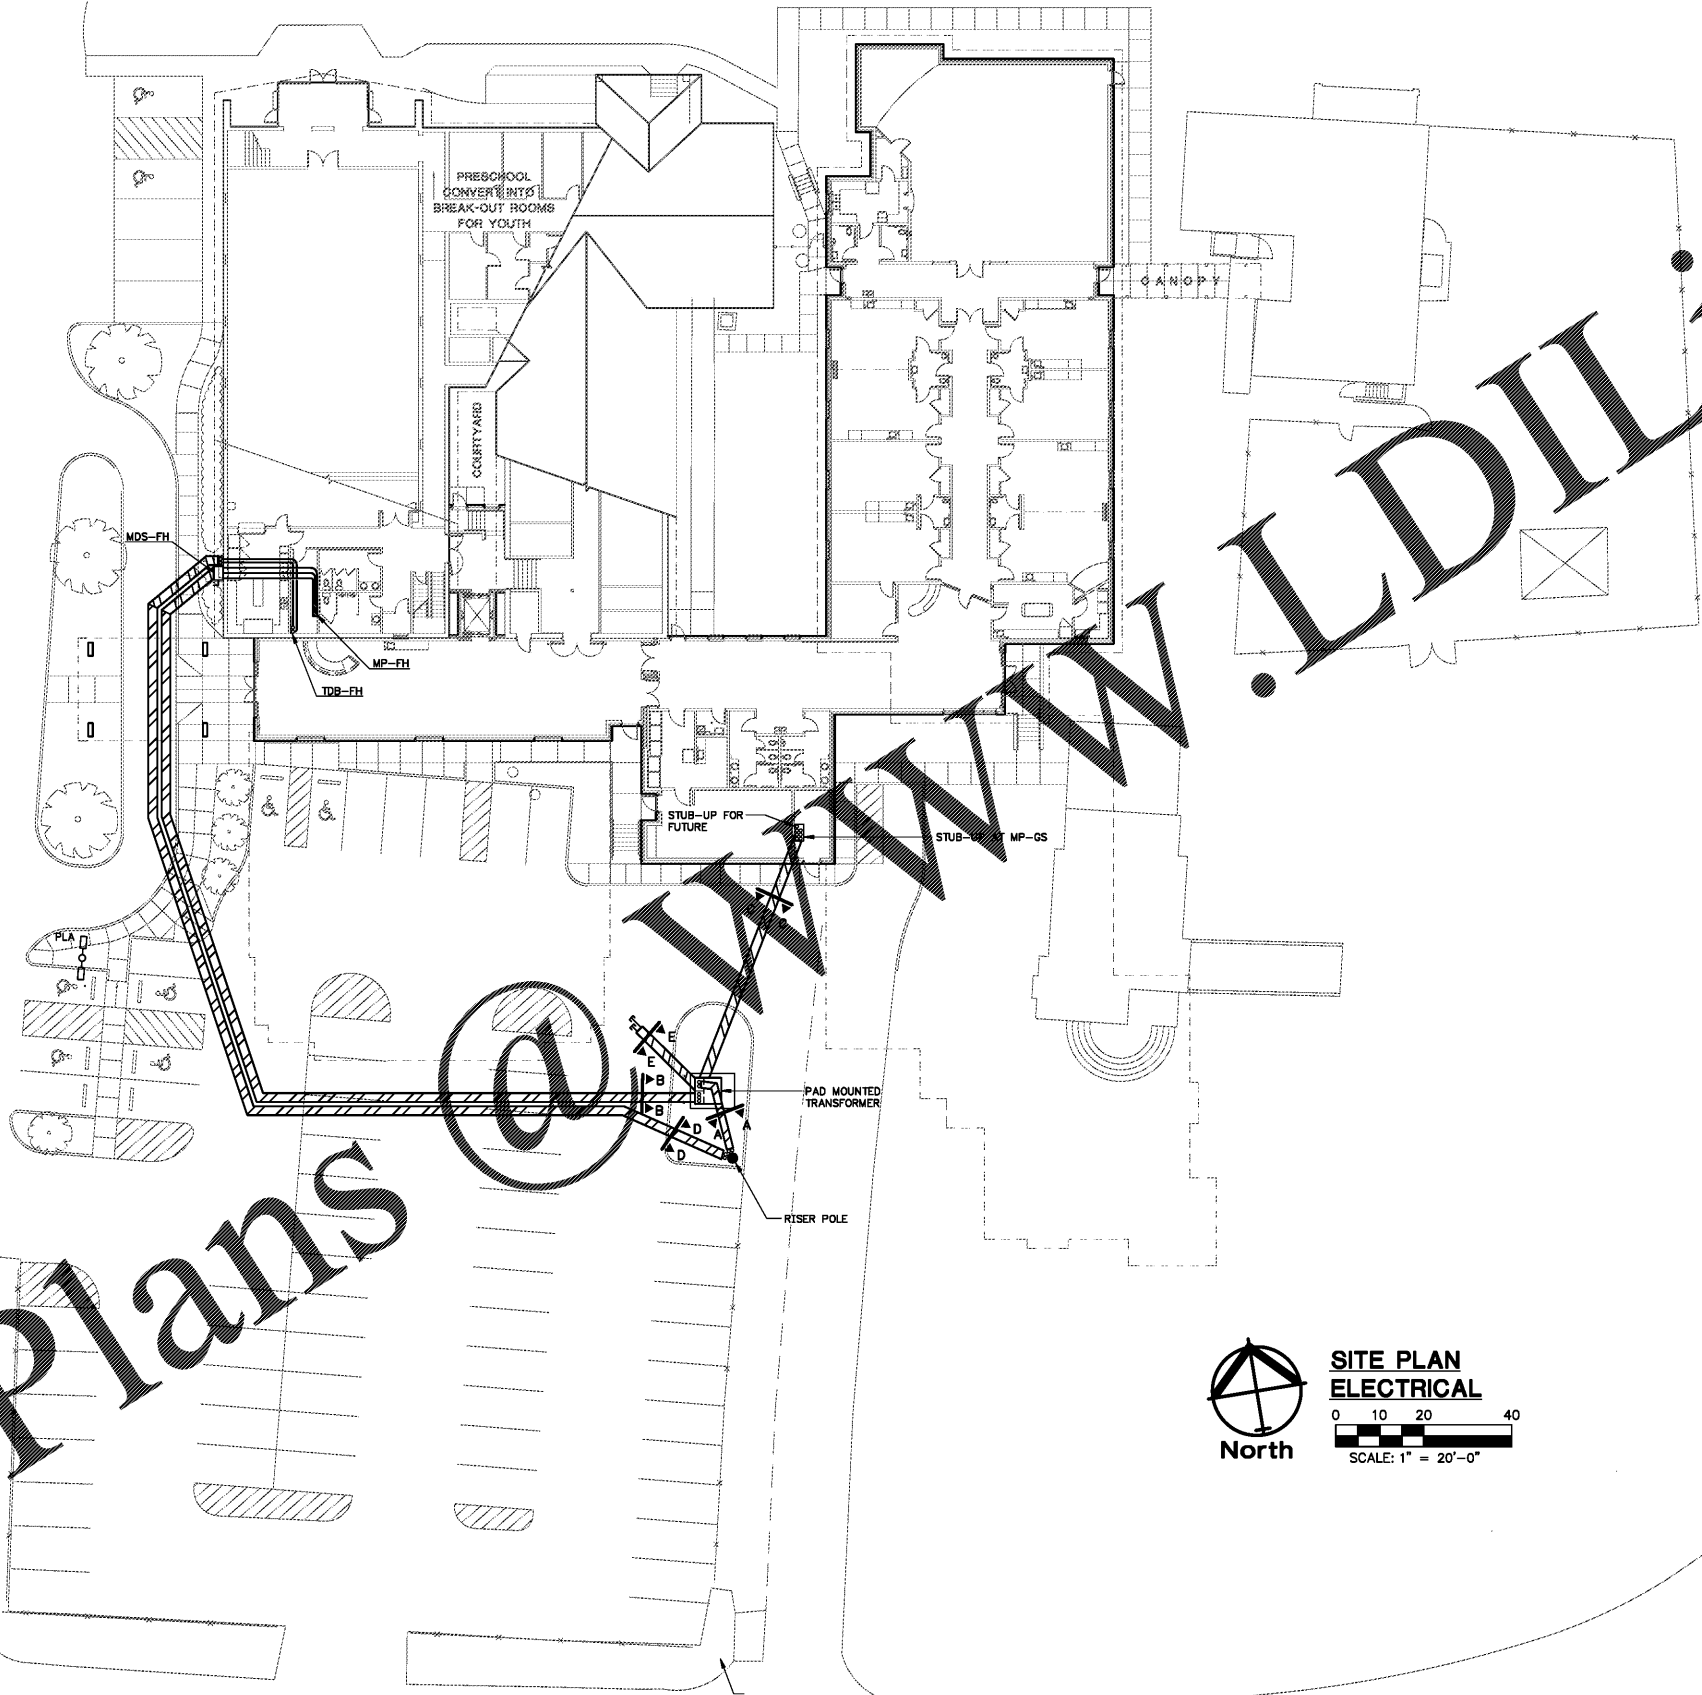 PRESCHOOL
CONVERT INTO
BREAK-OUT ROOMS
FOR YOUTH
CANOPY
COURTYARD
MDS-FH
MP-FH
TDB-FH
STUB-UP FOR
FUTURE
STUB-UP AT MP-GS
PLA
C
C
E
E
B
B
PAD MOUNTED
TRANSFORMER
A
A
D
D
RISER POLE
Plans @ WWW.LDIL
SITE PLAN
ELECTRICAL
0 10 20 40
SCALE: 1" = 20'-0"
North